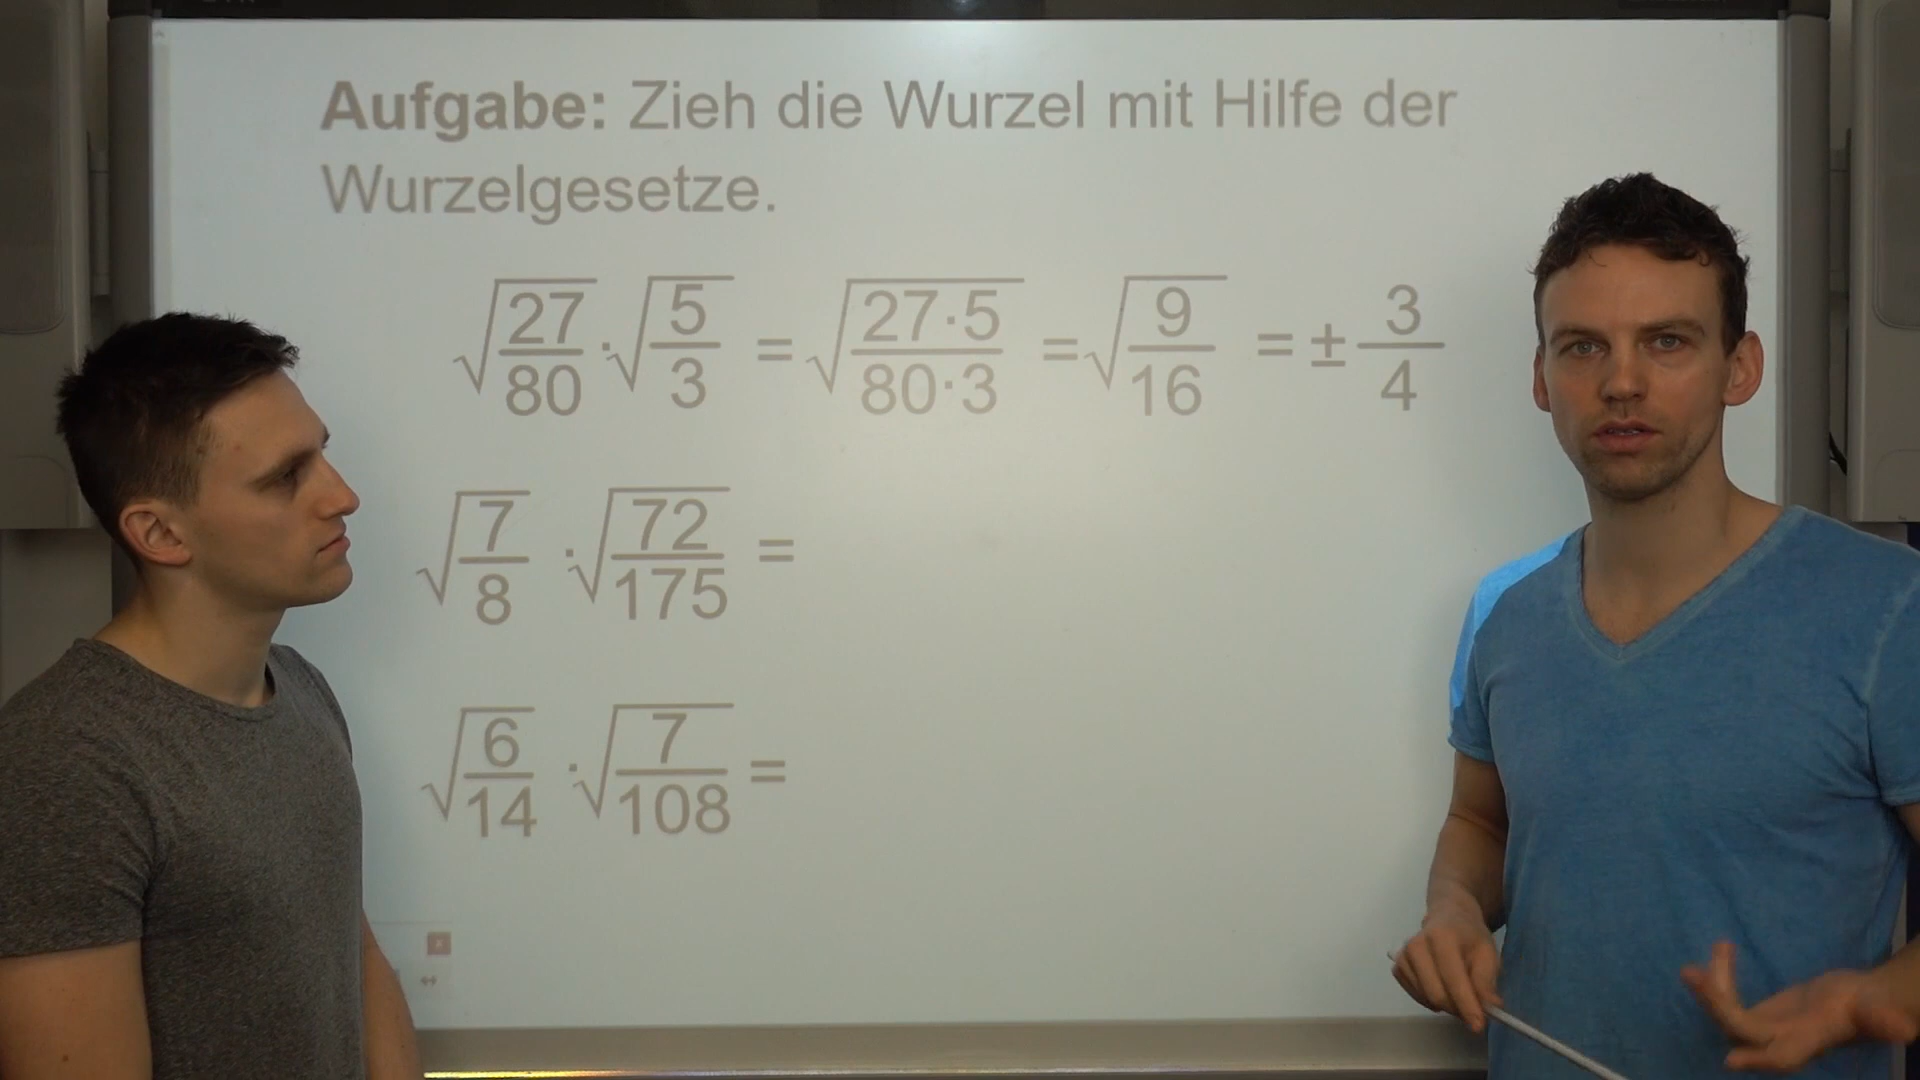 Aufgabe: Zieh die Wurzel mit Hilfe der
Wurzelgesetze.
√(27/80) · √(5/3) = √(27·5/80·3) = √(9/16) = ± 3/4
√(7/8) · √(72/175) =
√(6/14) · √(7/108) =